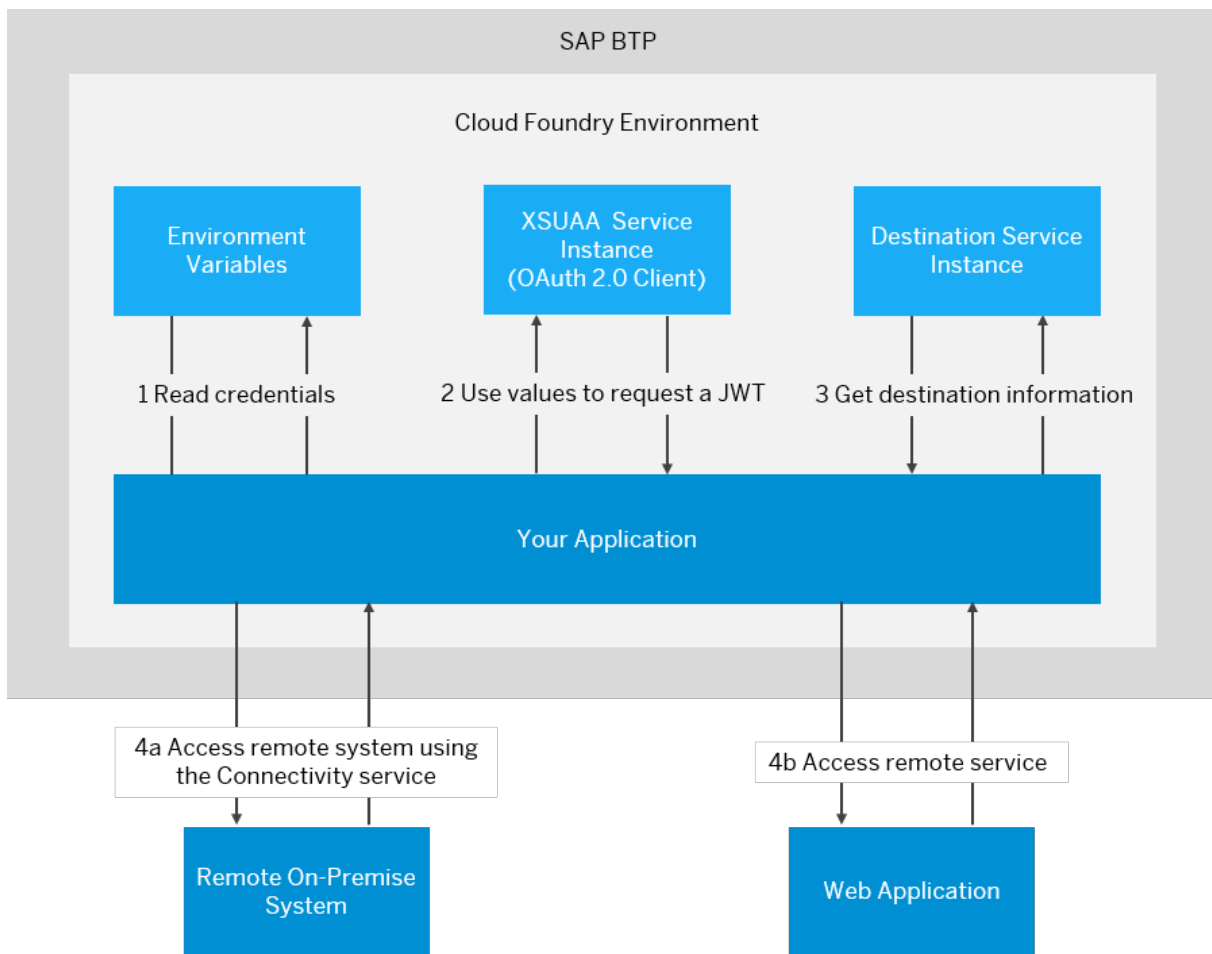 SAP BTP
Cloud Foundry Environment
Environment
Variables
XSUAA Service
Instance
(OAuth 2.0 Client)
Destination Service
Instance
1 Read credentials
2 Use values to request a JWT
3 Get destination information
Your Application
4a Access remote system using
the Connectivity service
4b Access remote service
Remote On-Premise
System
Web Application